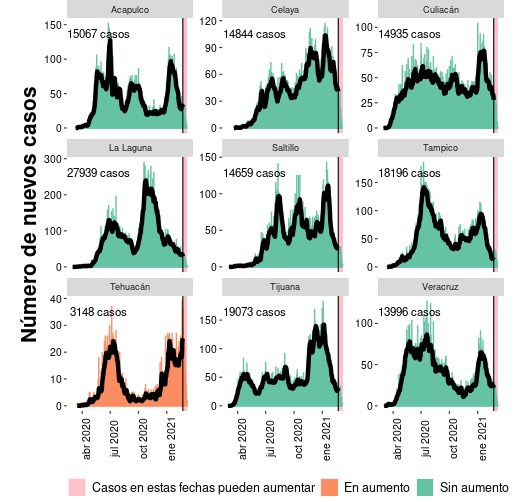 Número de nuevos casos
Acapulco
150
100
50
0
15067 casos
Celaya
120
90
60
30
0
14844 casos
Culiacán
100
75
50
25
0
14935 casos
La Laguna
300
200
100
0
27939 casos
Saltillo
150
100
50
0
14659 casos
Tampico
150
100
50
0
18196 casos
Tehuacán
40
30
20
10
0
3148 casos
Tijuana
150
100
50
0
19073 casos
Veracruz
100
50
0
13996 casos
abr 2020
jul 2020
oct 2020
ene 2021
abr 2020
jul 2020
oct 2020
ene 2021
abr 2020
jul 2020
oct 2020
ene 2021
Casos en estas fechas pueden aumentar
En aumento
Sin aumento